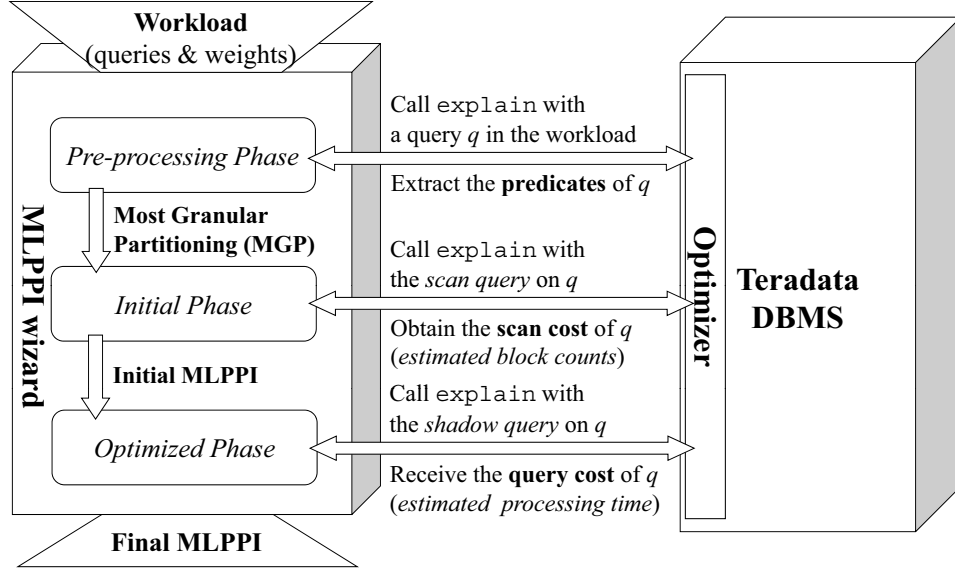 Workload
(queries & weights)
MLPPI wizard
Pre-processing Phase
Most Granular
Partitioning (MGP)
Initial Phase
Initial MLPPI
Optimized Phase
Final MLPPI
Call explain with
a query q in the workload
Extract the predicates of q
Call explain with
the scan query on q
Obtain the scan cost of q
(estimated block counts)
Call explain with
the shadow query on q
Receive the query cost of q
(estimated processing time)
Optimizer
Teradata
DBMS